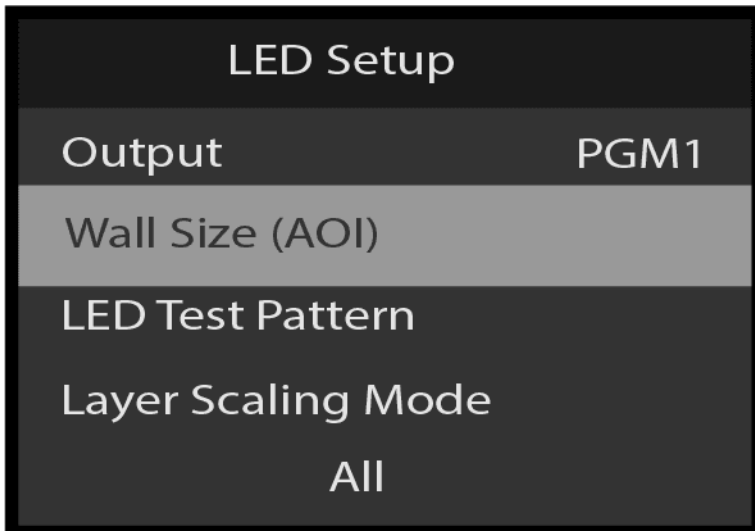 LED Setup
Output PGM1
Wall Size (AOI)
LED Test Pattern
Layer Scaling Mode
All